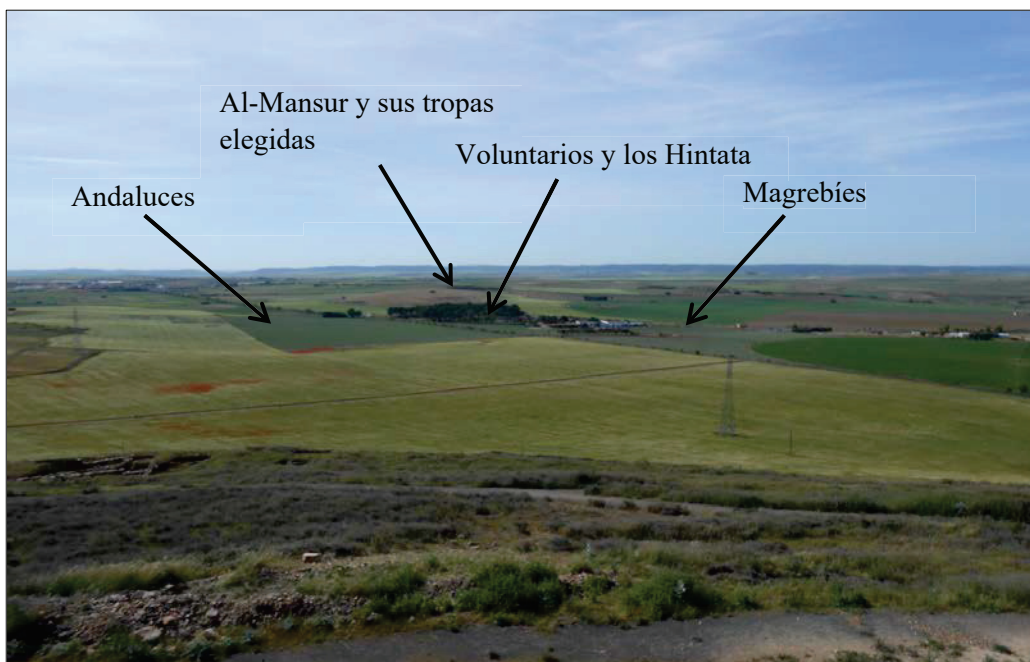 Al-Mansur y sus tropas
elegidas
Voluntarios y los Hintata
Andaluces
Magrebíes